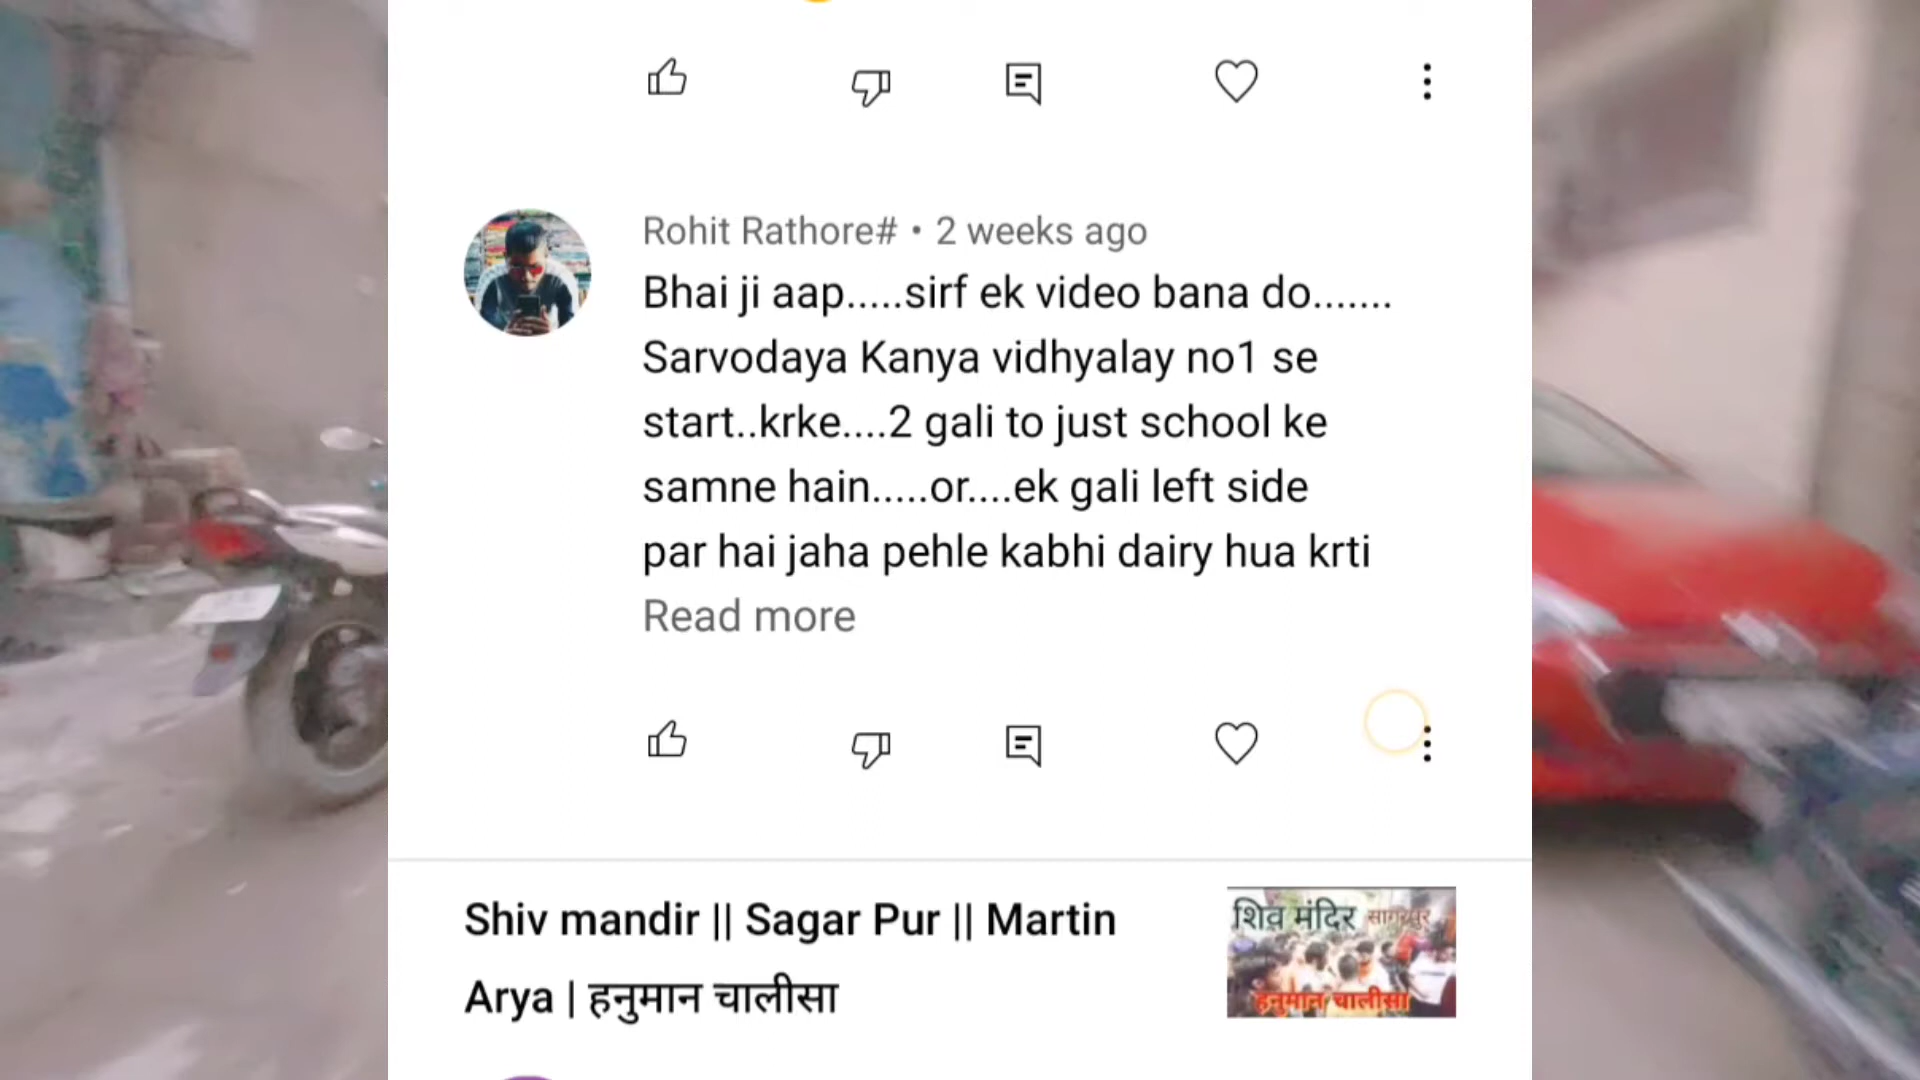 Rohit Rathore# • 2 weeks ago
Bhai ji aap.....sirf ek video bana do.......
Sarvodaya Kanya vidhyalay no1 se
start..krke....2 gali to just school ke
samne hain.....or....ek gali left side
par hai jaha pehle kabhi dairy hua krti
Read more
Shiv mandir || Sagar Pur || Martin
Arya | हनुमान चालीसा
शिव मंदिर सागरपुर
हनुमान चालीसा